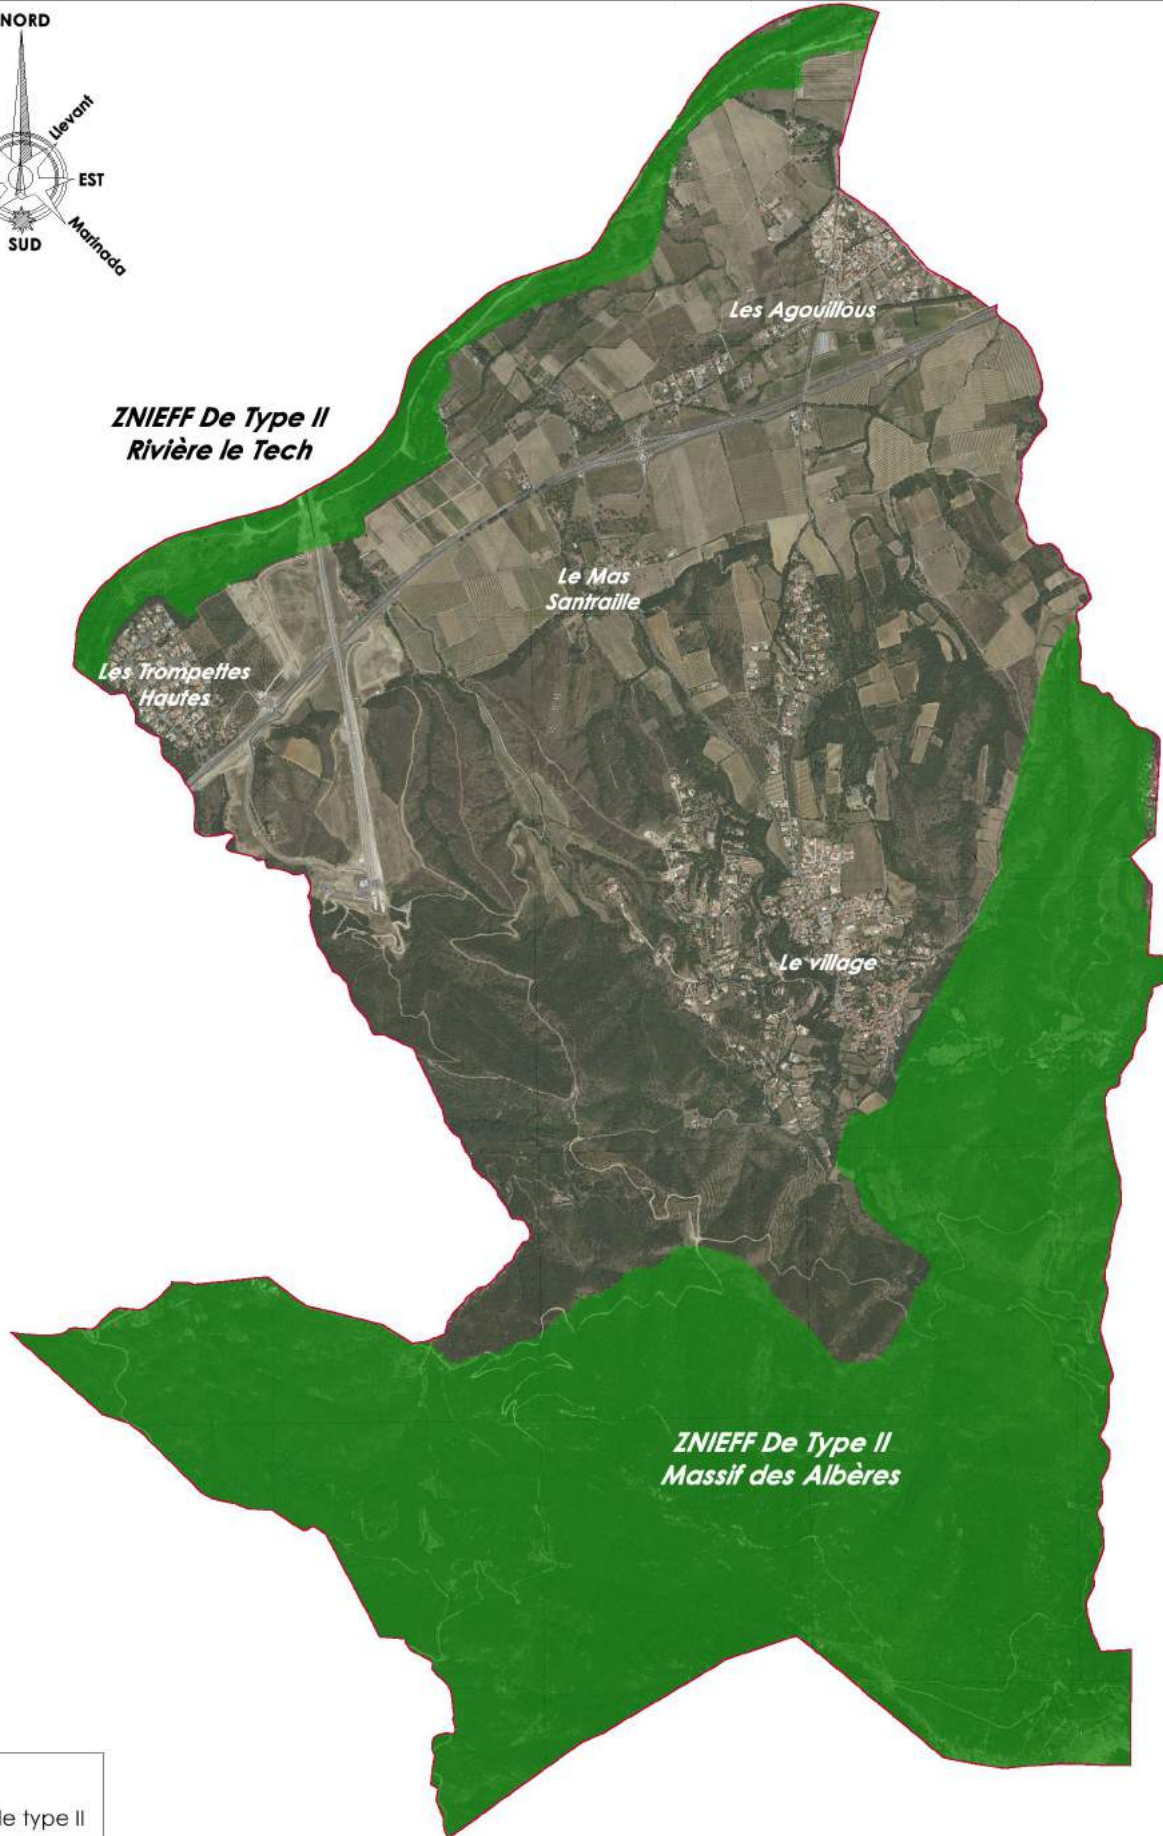 NORD
Llevant
EST
Marinada
SUD
Les Agouillous
ZNIEFF De Type II
Rivière le Tech
Le Mas
Santraille
Les Trompettes
Hautes
Le village
ZNIEFF De Type II
Massif des Albères
de type II